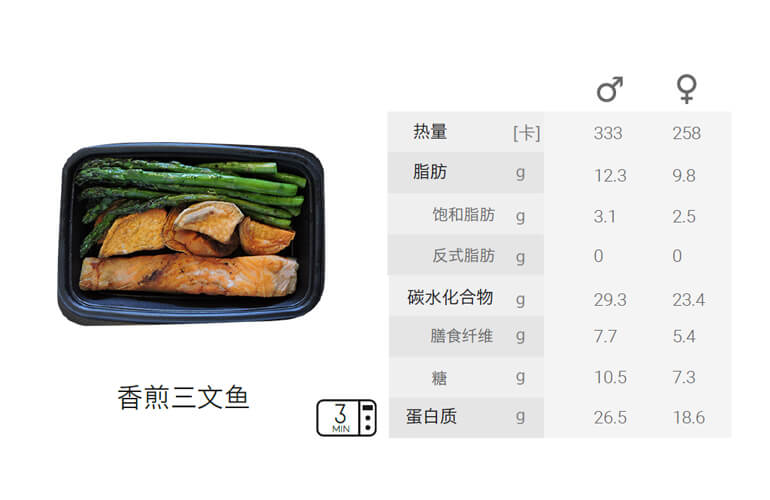 ♂ ♀
热量 [卡] 333 258
脂肪 g 12.3 9.8
饱和脂肪 g 3.1 2.5
反式脂肪 g 0 0
碳水化合物 g 29.3 23.4
膳食纤维 g 7.7 5.4
糖 g 10.5 7.3
蛋白质 g 26.5 18.6
香煎三文鱼
3
MIN